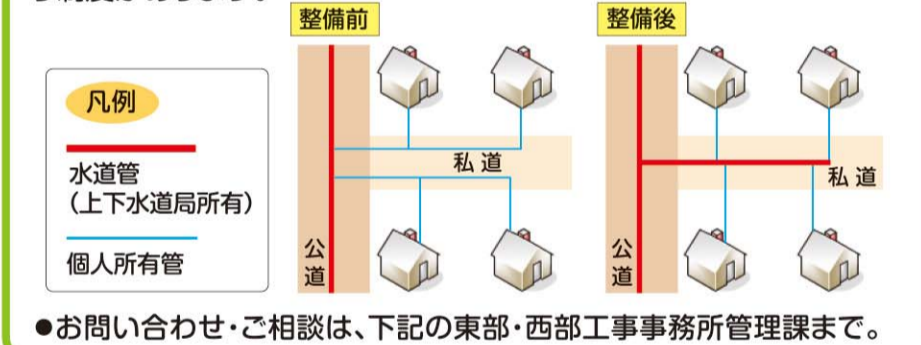 整備前
整備後
凡例
水道管
(上下水道局所有)
個人所有管
私道
公道
私道
公道
●お問い合わせ・ご相談は、下記の東部・西部工事事務所管理課まで。